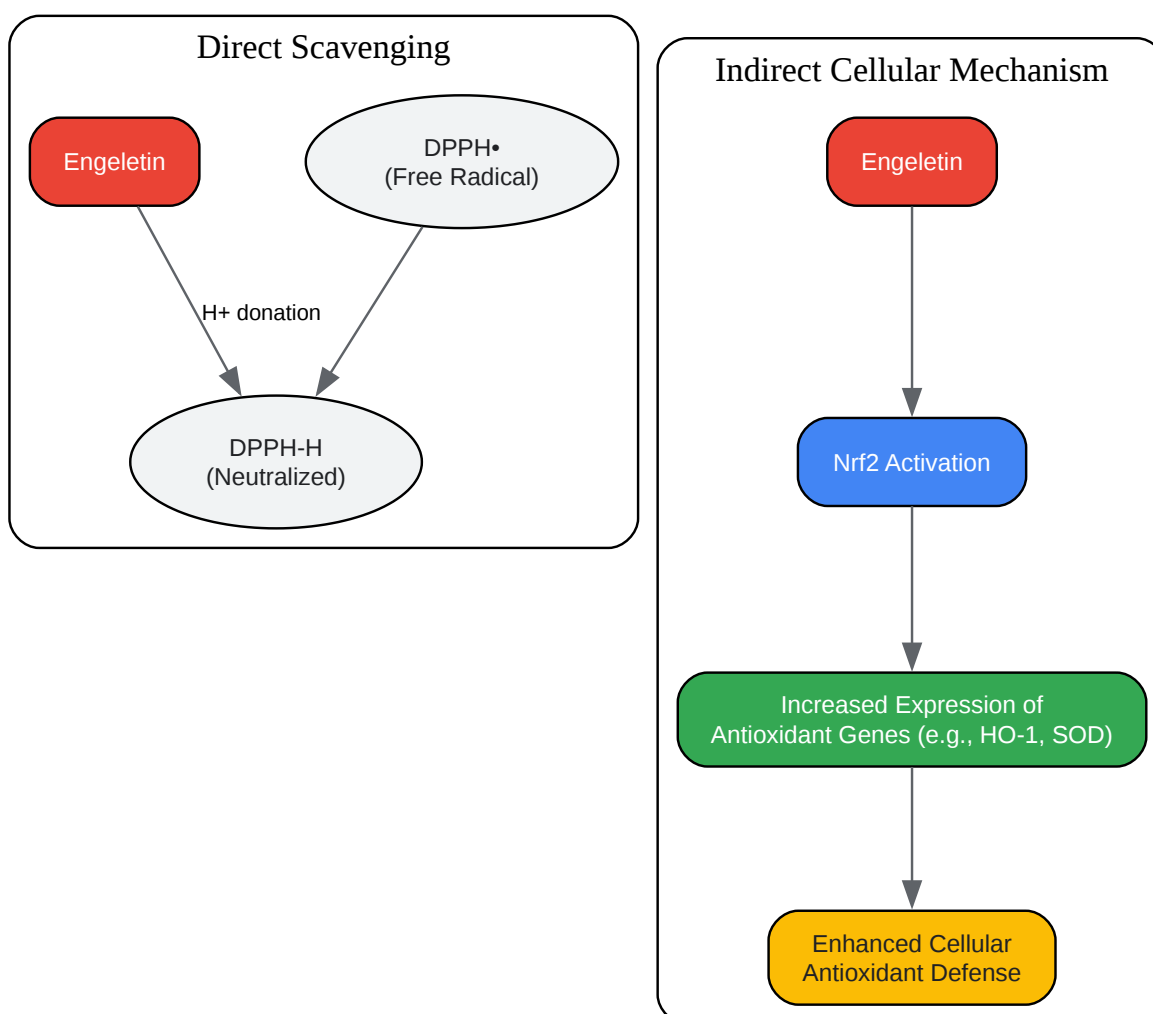 Direct Scavenging
Engeletin
DPPH•
(Free Radical)
H+ donation
DPPH-H
(Neutralized)
Indirect Cellular Mechanism
Engeletin
Nrf2 Activation
Increased Expression of
Antioxidant Genes (e.g., HO-1, SOD)
Enhanced Cellular
Antioxidant Defense